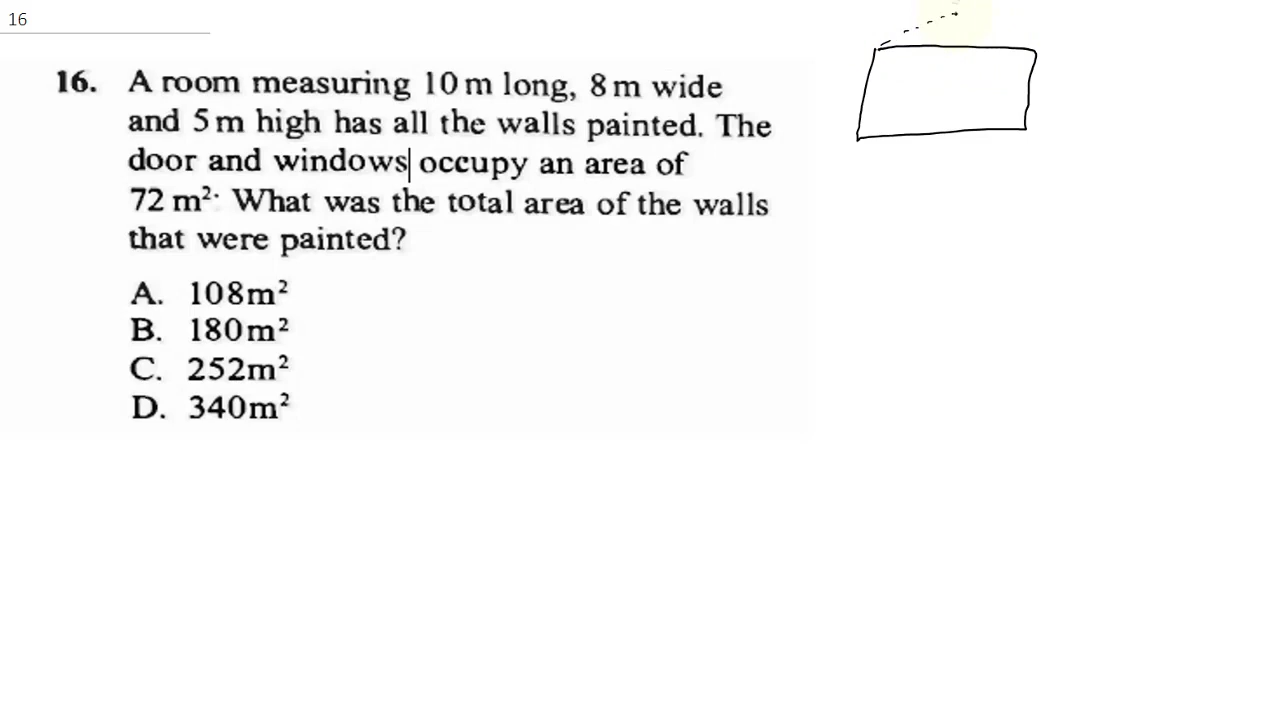 16
16. A room measuring 10 m long, 8 m wide
and 5 m high has all the walls painted. The
door and windows occupy an area of
72 m². What was the total area of the walls
that were painted?
A. 108m²
B. 180m²
C. 252m²
D. 340m²